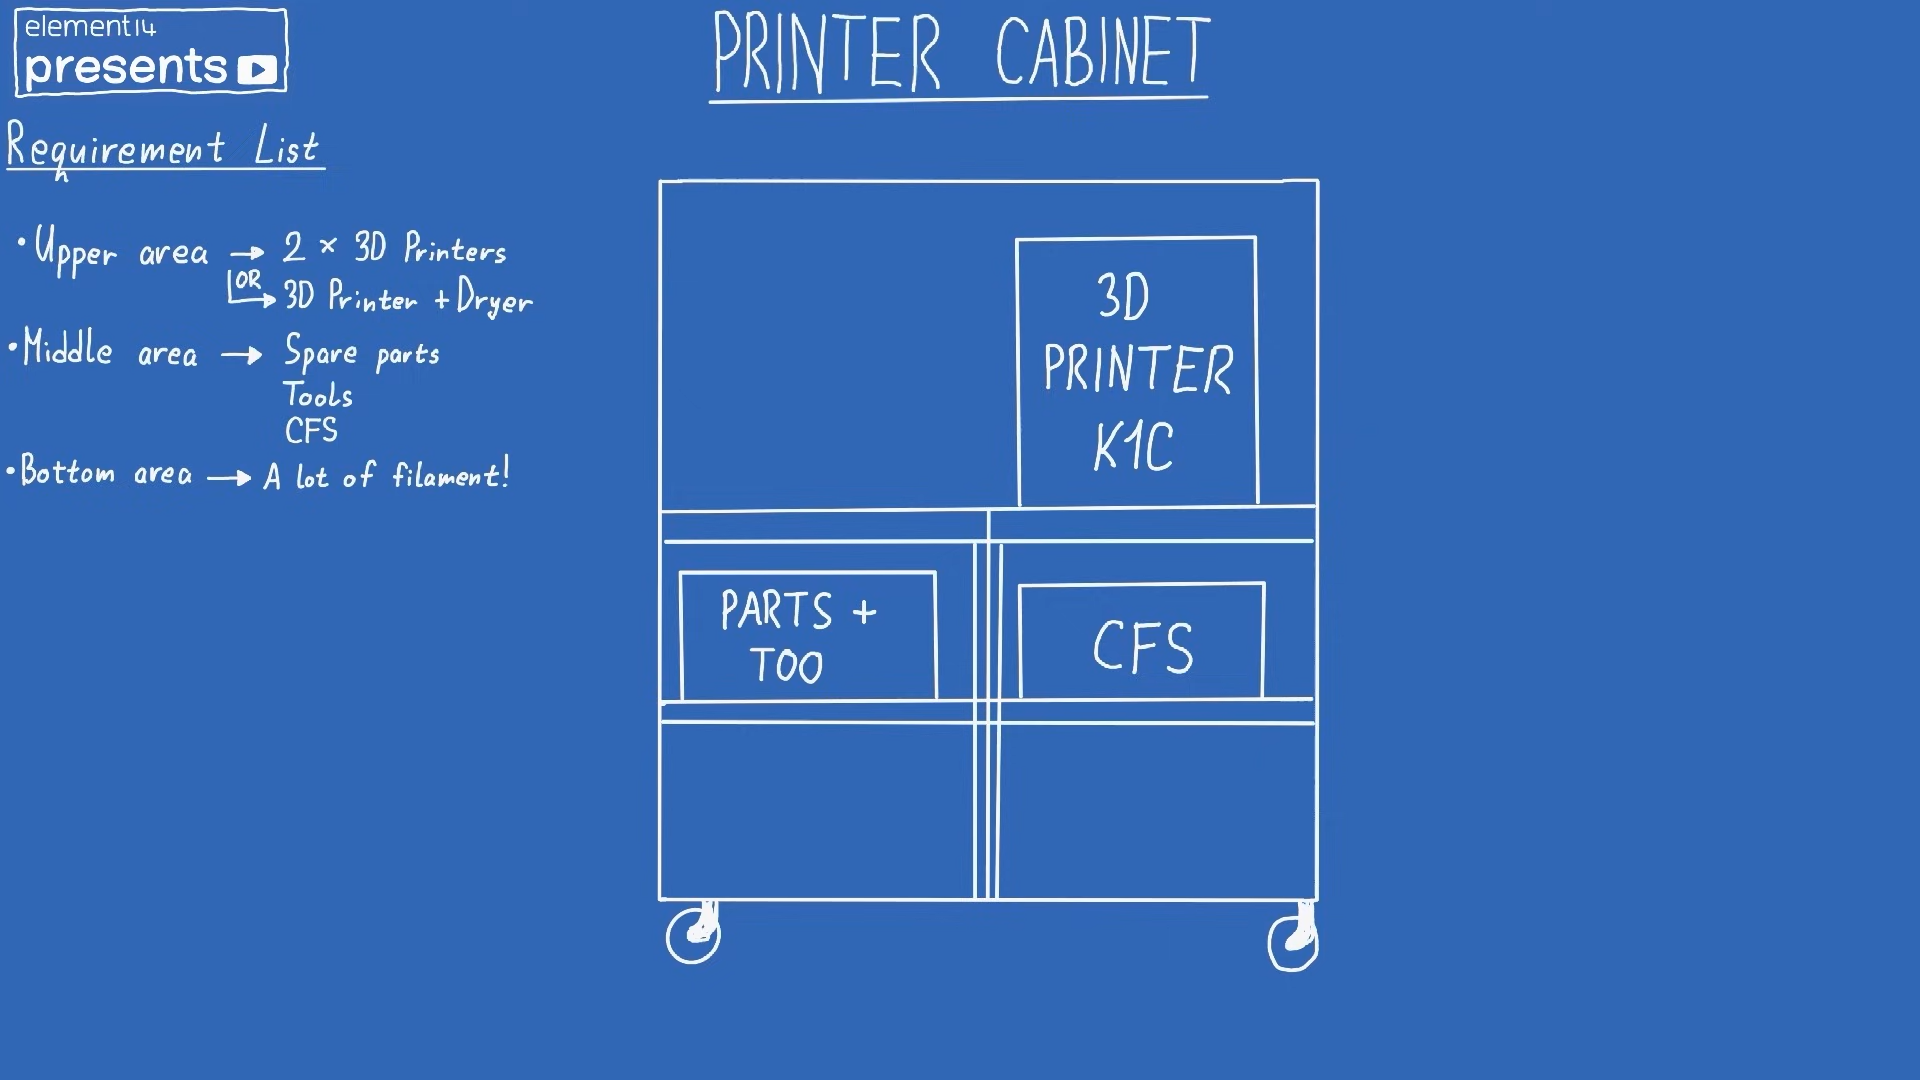 element14
presents
PRINTER CABINET
Requirement List
• Upper area → 2 × 3D Printers
OR → 3D Printer + Dryer
• Middle area → Spare parts
Tools
CFS
• Bottom area → A lot of filament!
3D
PRINTER
K1C
PARTS +
TOO
CFS